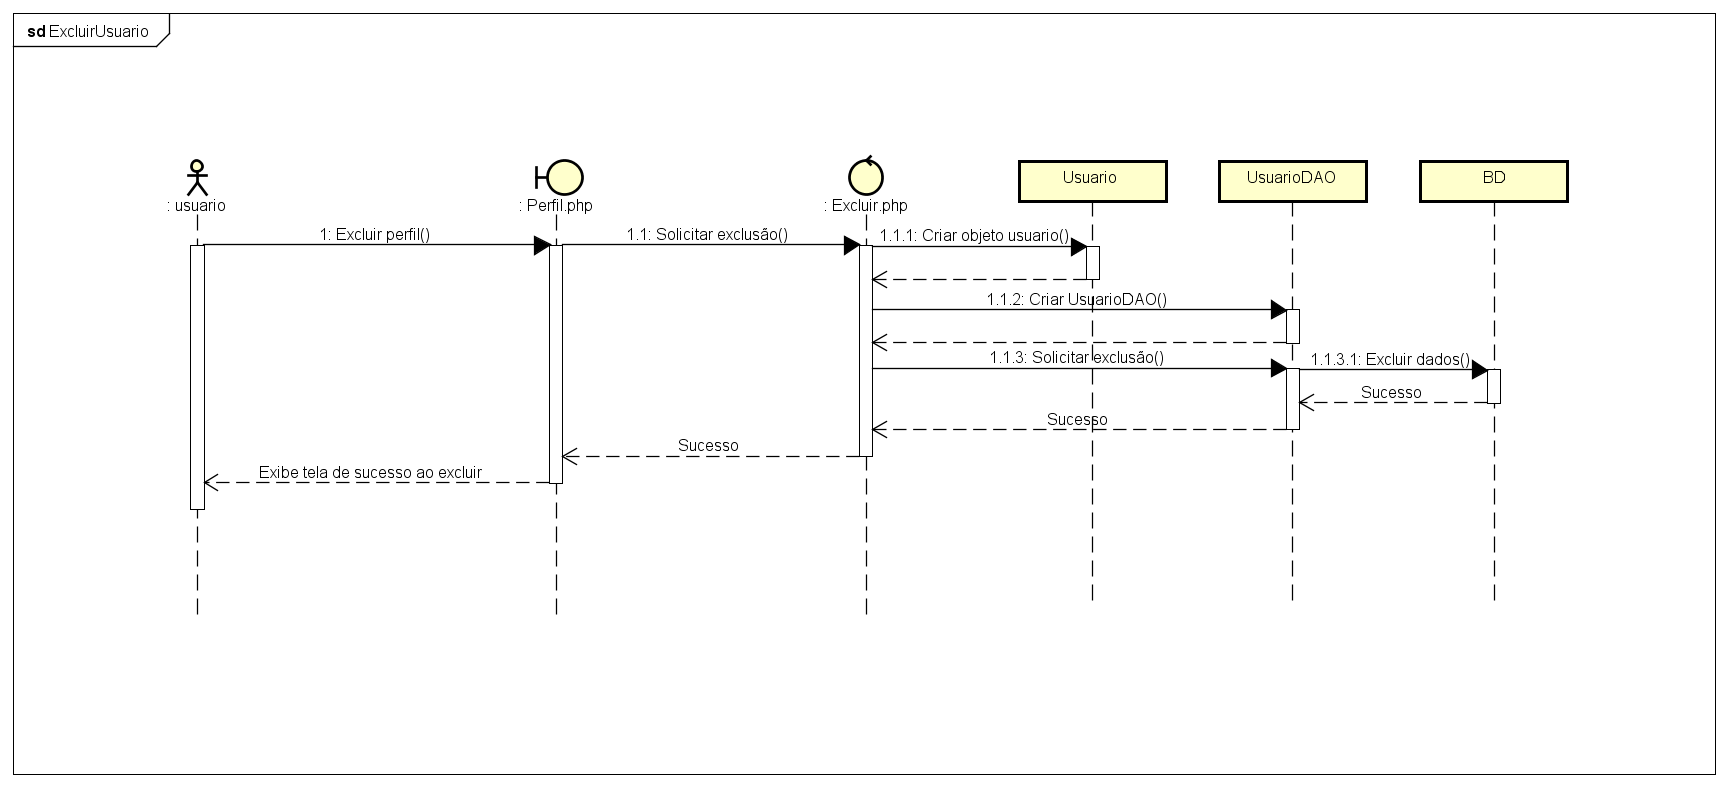 sd ExcluirUsuario
: usuario
: Perfil.php
: Excluir.php
Usuario
UsuarioDAO
BD
1: Excluir perfil()
1.1: Solicitar exclusão()
1.1.1: Criar objeto usuario()
1.1.2: Criar UsuarioDAO()
1.1.3: Solicitar exclusão()
1.1.3.1: Excluir dados()
Sucesso
Sucesso
Sucesso
Exibe tela de sucesso ao excluir